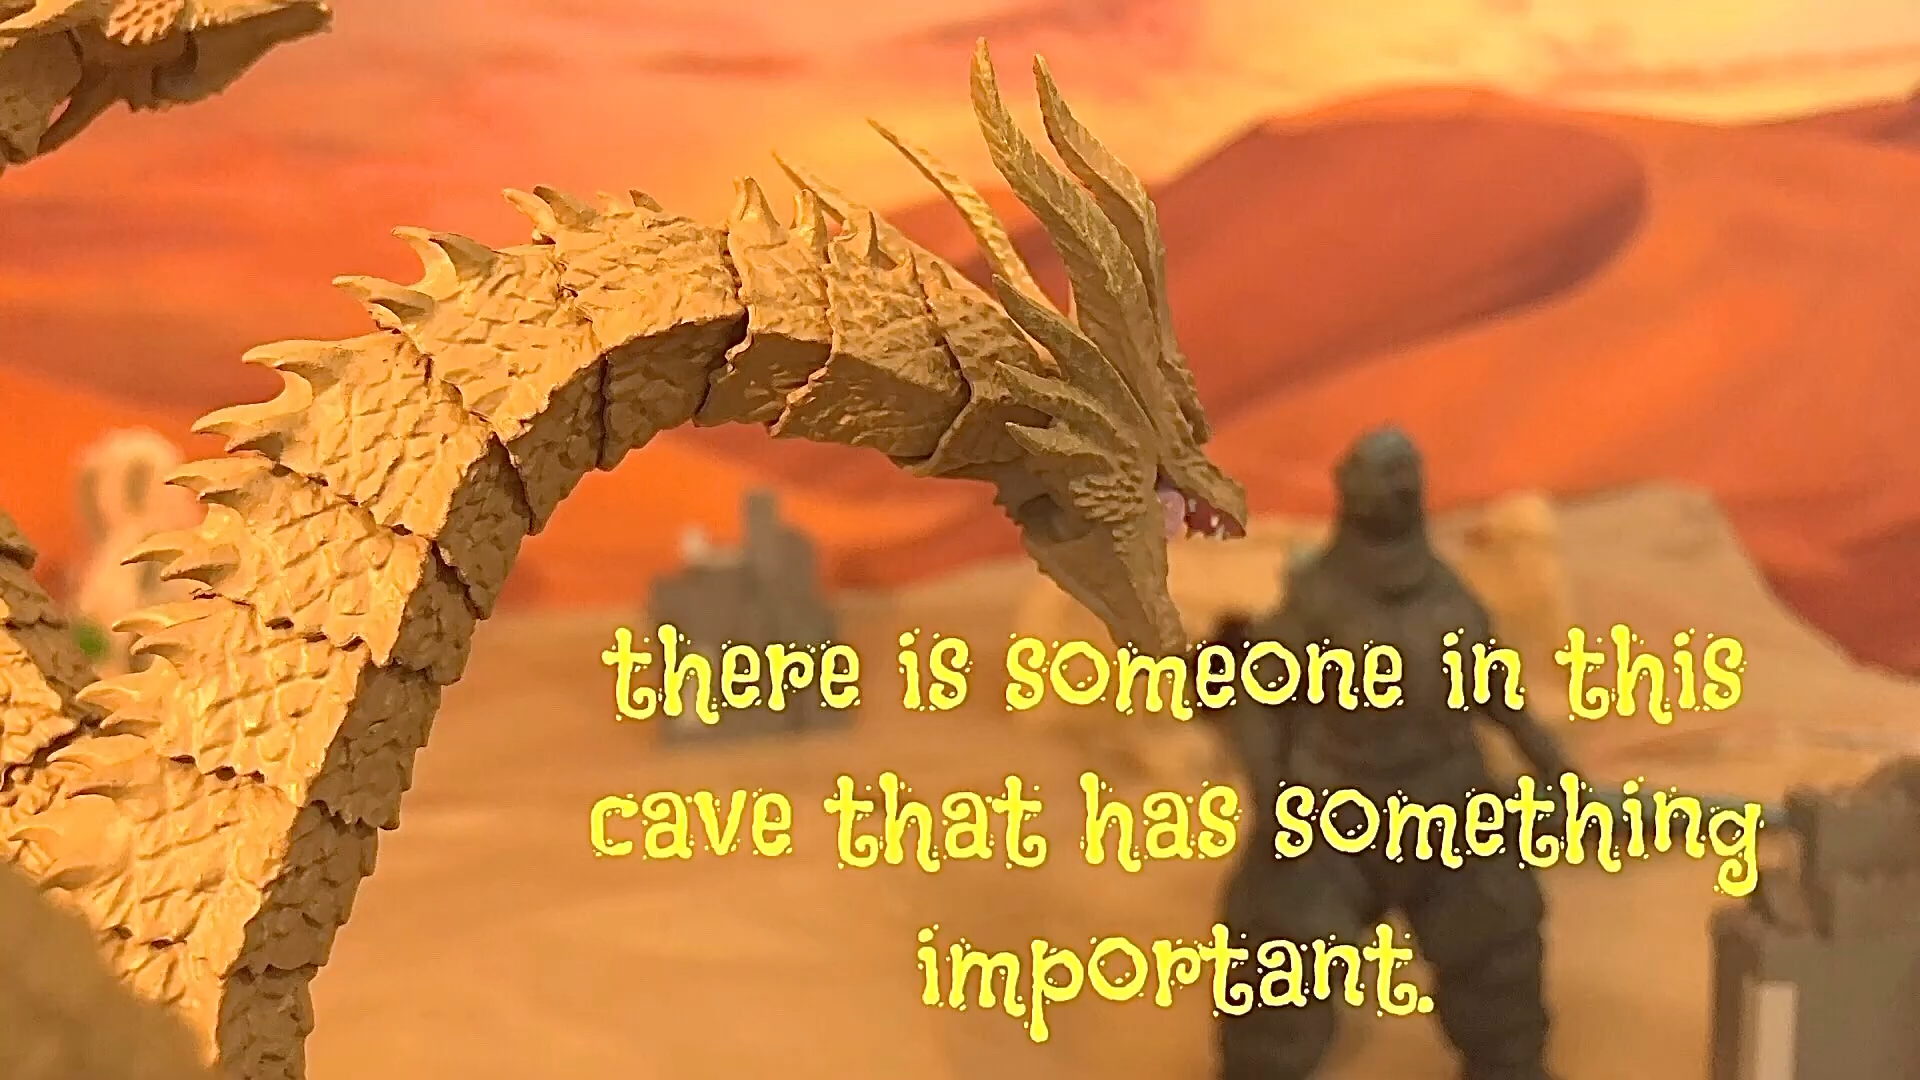 there is someone in this
cave that has something
important.